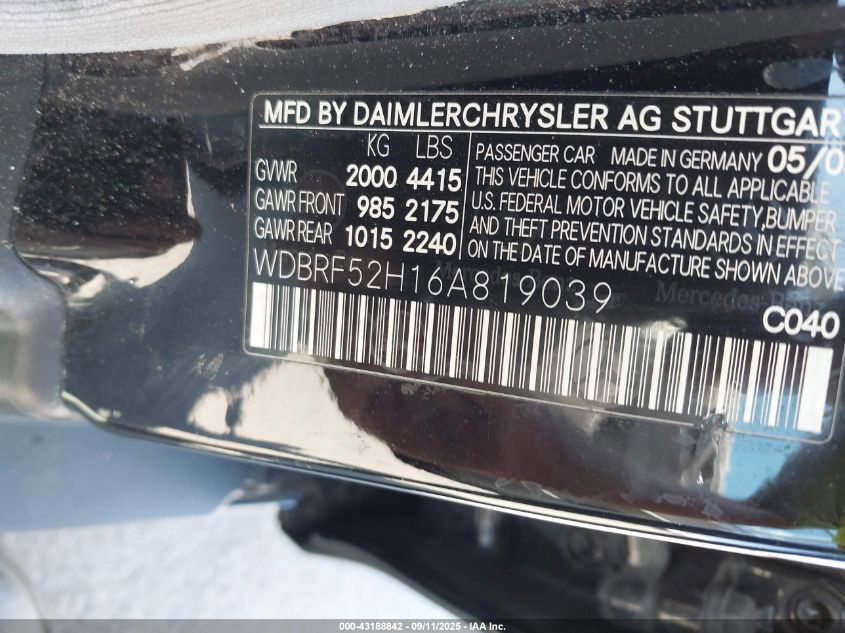 MFD BY DAIMLERCHRYSLER AG STUTTGAR
KG LBS
GVWR 2000 4415
GAWR FRONT 985 2175
GAWR REAR 1015 2240
PASSENGER CAR MADE IN GERMANY 05/0
THIS VEHICLE CONFORMS TO ALL APPLICABLE
U.S. FEDERAL MOTOR VEHICLE SAFETY,BUMPER
AND THEFT PREVENTION STANDARDS IN EFFECT
ON THE DATE OF MANUFACTURE SHOWN ABOVE
WDBRF52H16A819039
Mercedes-Benz
C040
000-43188842 - 09/11/2025 - IAA Inc.